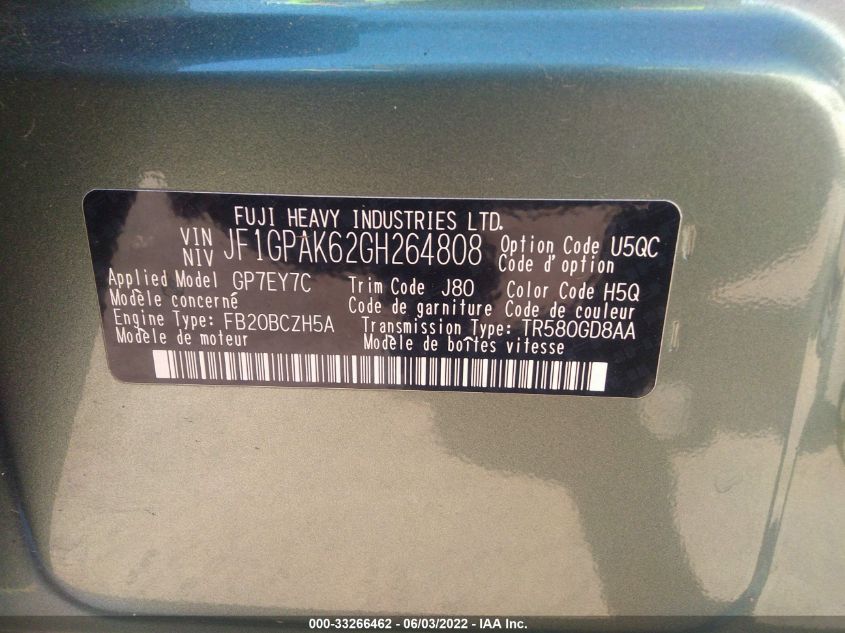 FUJI HEAVY INDUSTRIES LTD.
VIN NIV JF1GPAK62GH264808 Option Code U5QC
Code d'option
Applied Model GP7EY7C Trim Code J80 Color Code H5Q
Modèle concerné Code de garniture Code de couleur
Engine Type: FB20BCZH5A Transmission Type: TR580GD8AA
Modèle de moteur Modèle de boîtes vitesse
000-33266462 - 06/03/2022 - IAA Inc.